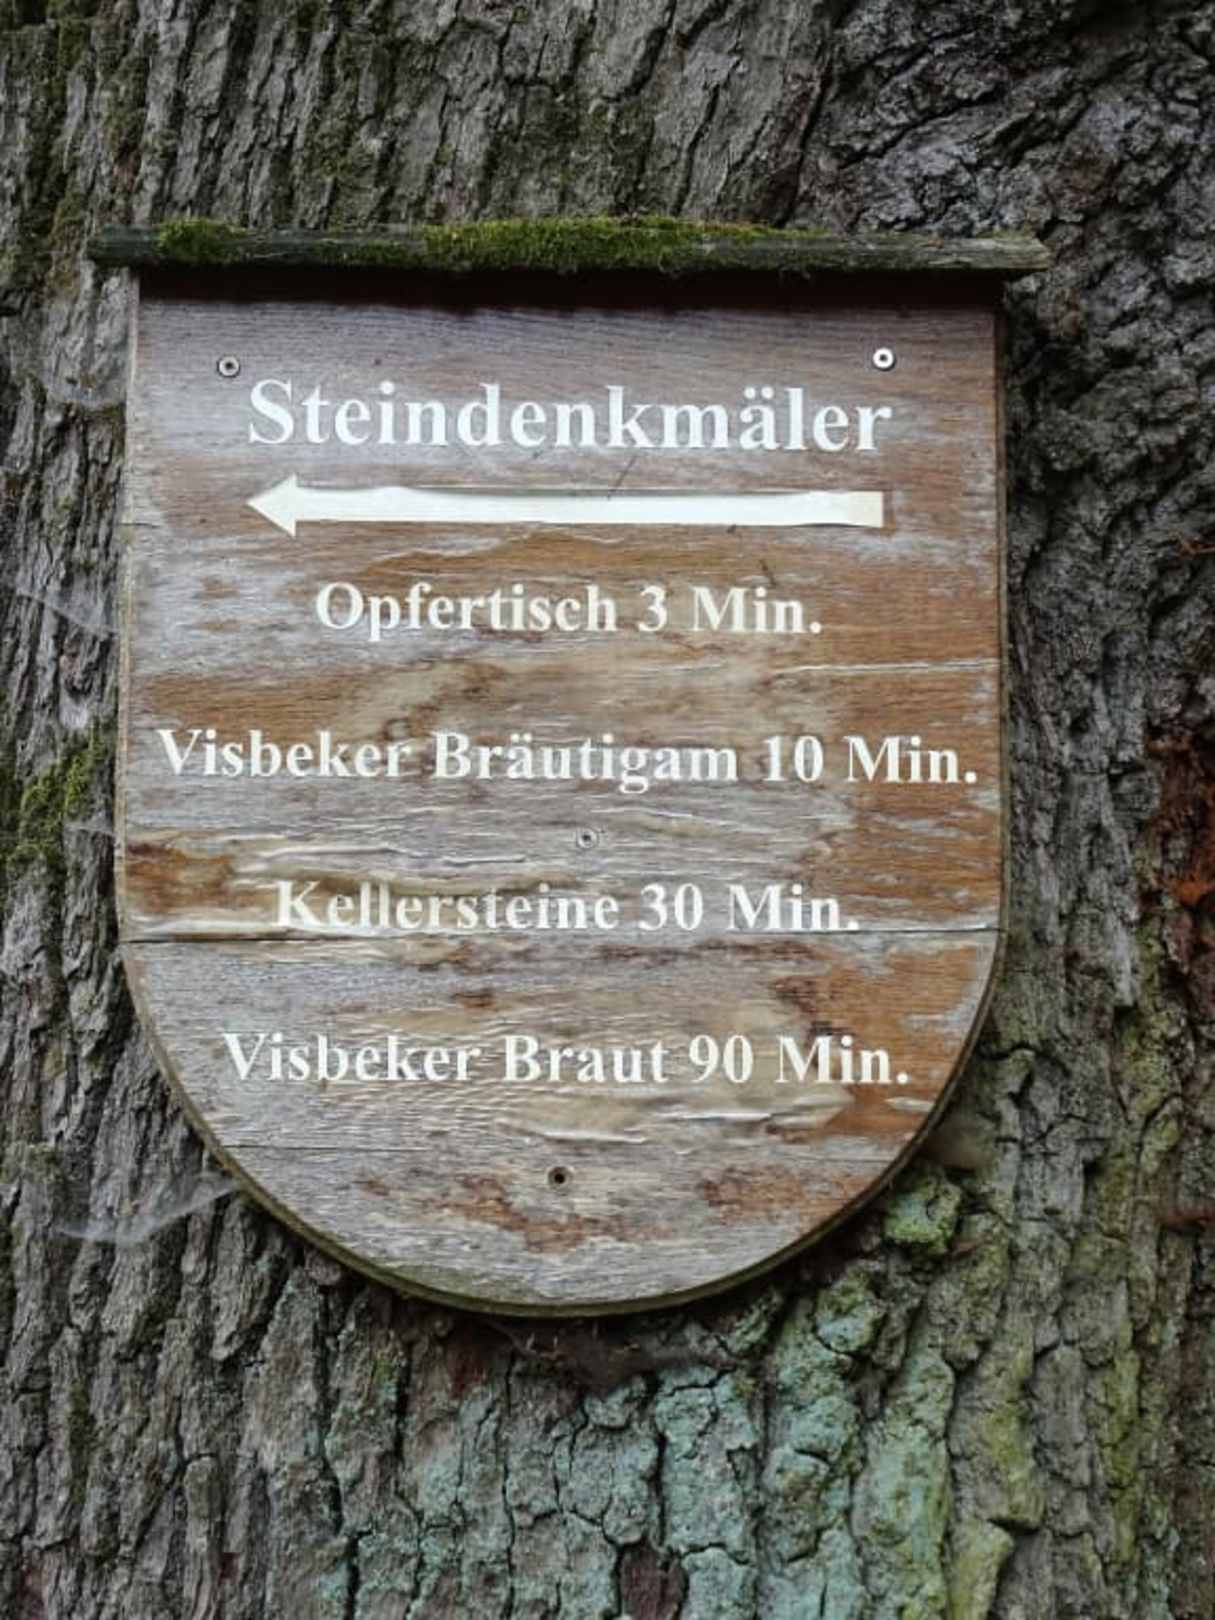 Steindenkmäler
Opfertisch 3 Min.
Visbeker Bräutigam 10 Min.
Kellersteine 30 Min.
Visbeker Braut 90 Min.